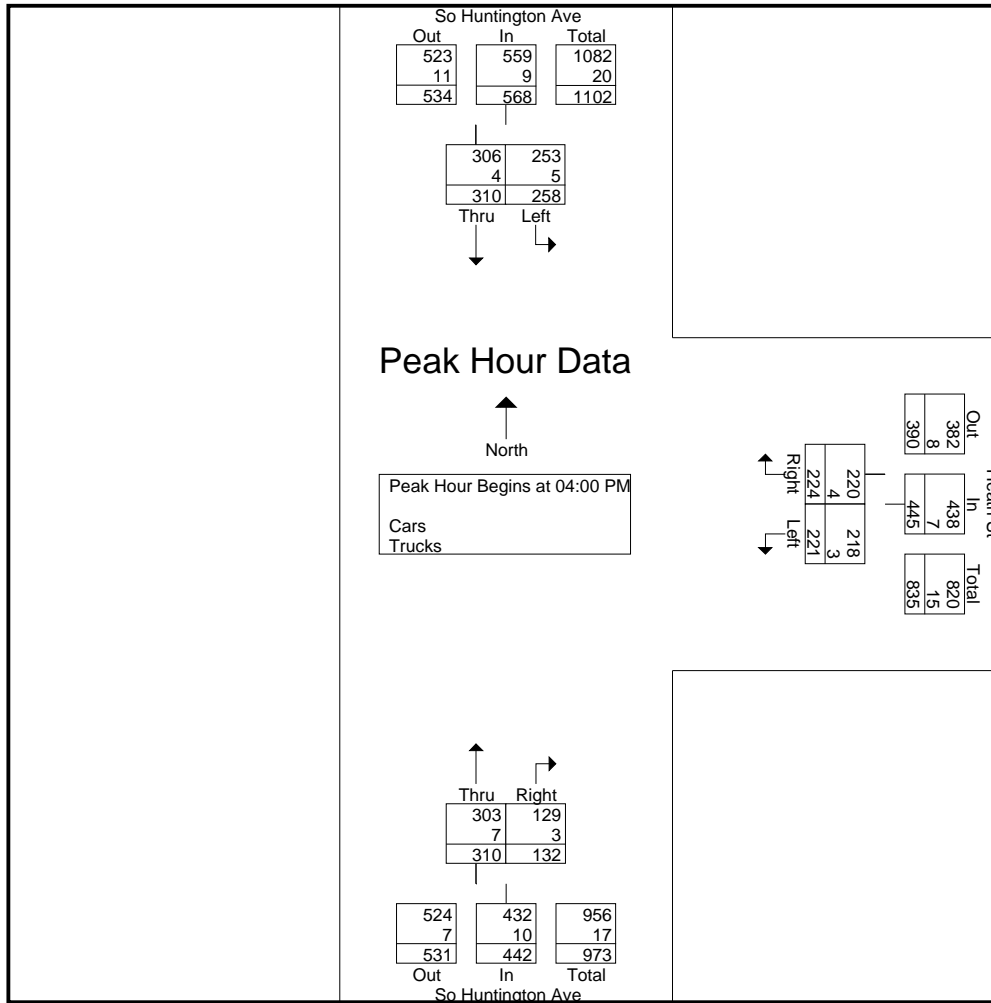 So Huntington Ave
Out In Total
523 559 1082
11 9 20
534 568 1102
306 253
4 5
310 258
Thru Left
Peak Hour Data
North
Peak Hour Begins at 04:00 PM
Cars
Trucks
Right Left
220 218
4 3
224 221
Out In Total
382 438 820
8 7 15
390 445 835
Thru Right
303 129
7 3
310 132
524 432 956
7 10 17
531 442 973
Out In Total
So Huntington Ave